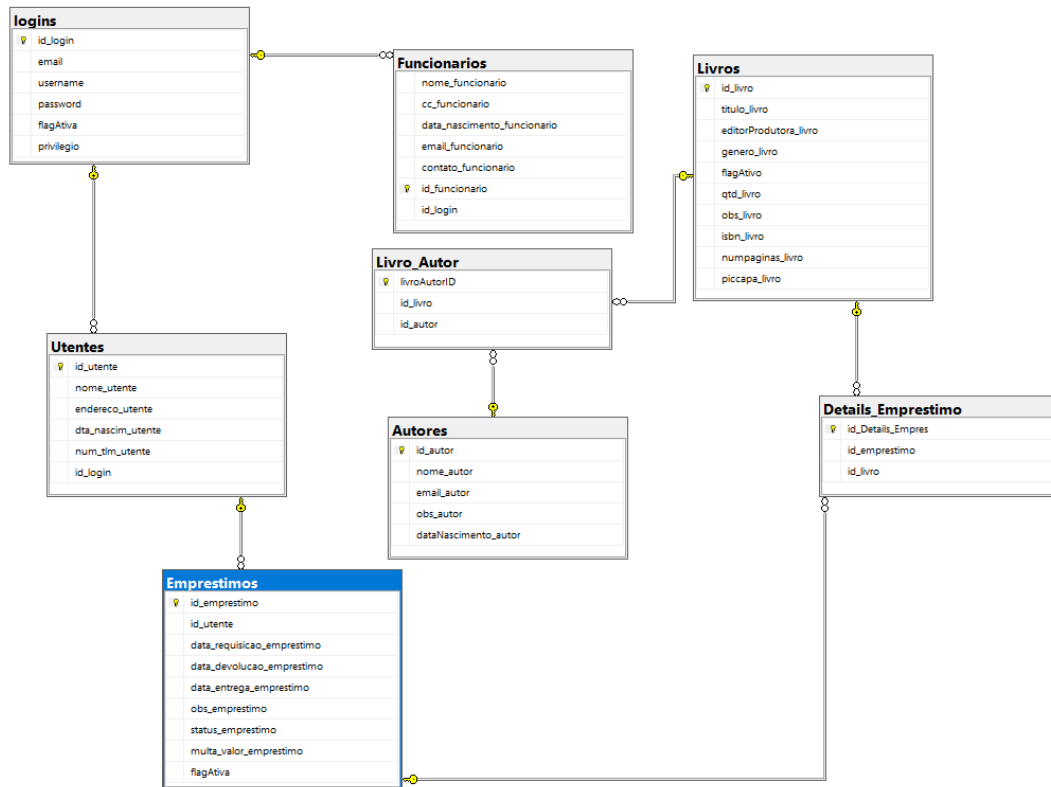 logins
id_login
email
username
password
flagAtiva
privilegio
Funcionarios
nome_funcionario
cc_funcionario
data_nascimento_funcionario
email_funcionario
contato_funcionario
id_funcionario
id_login
Livros
id_livro
titulo_livro
editorProdutora_livro
genero_livro
flagAtivo
qtd_livro
obs_livro
isbn_livro
numpaginas_livro
piccapa_livro
Livro_Autor
livroAutorID
id_livro
id_autor
Utentes
id_utente
nome_utente
endereco_utente
dta_nascim_utente
num_tlm_utente
id_login
Autores
id_autor
nome_autor
email_autor
obs_autor
dataNascimento_autor
Details_Emprestimo
id_Details_Empres
id_emprestimo
id_livro
Emprestimos
id_emprestimo
id_utente
data_requisicao_emprestimo
data_devolucao_emprestimo
data_entrega_emprestimo
obs_emprestimo
status_emprestimo
multa_valor_emprestimo
flagAtiva